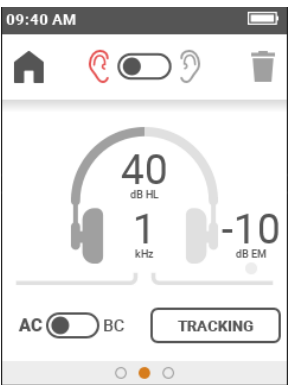 09:40 AM
40
dB HL
1
kHz
-10
dB EM
AC BC
TRACKING